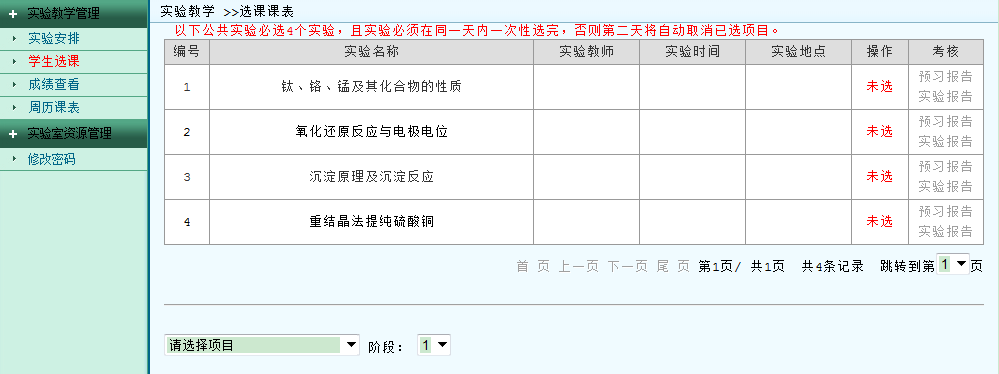 实验教学管理
实验安排
学生选课
成绩查看
周历课表
实验室资源管理
修改密码
实验教学 >>选课课表
以下公共实验必选4个实验，且实验必须在同一天内一次性选完，否则第二天将自动取消已选项目。
编号 实验名称 实验教师 实验时间 实验地点 操作 考核
1 钛、铬、锰及其化合物的性质 未选 预习报告
实验报告
2 氧化还原反应与电极电位 未选 预习报告
实验报告
3 沉淀原理及沉淀反应 未选 预习报告
实验报告
4 重结晶法提纯硫酸铜 未选 预习报告
实验报告
首 页 上一页 下一页 尾 页 第1页/ 共1页 共4条记录 跳转到第 1 页
请选择项目 阶段： 1